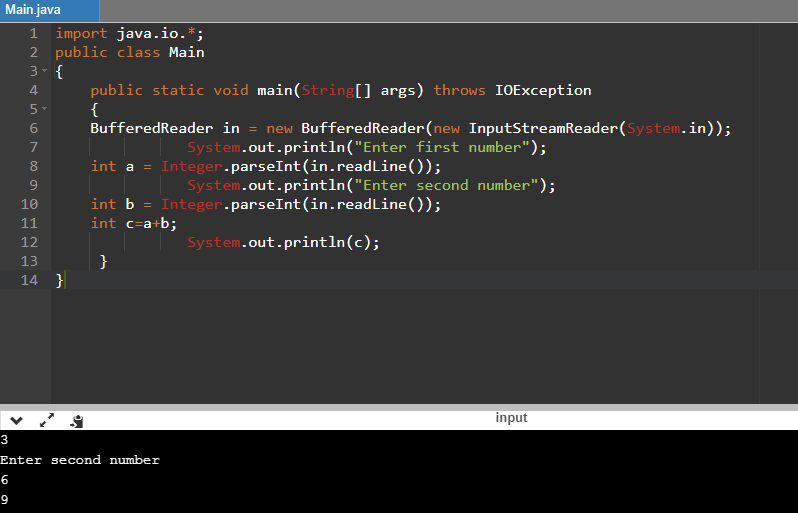 Main.java
1 import java.io.*;
2 public class Main
3 {
4 public static void main(String[] args) throws IOException
5 {
6 BufferedReader in = new BufferedReader(new InputStreamReader(System.in));
7 System.out.println("Enter first number");
8 int a = Integer.parseInt(in.readLine());
9 System.out.println("Enter second number");
10 int b = Integer.parseInt(in.readLine());
11 int c=a+b;
12 System.out.println(c);
13 }
14 }
input
3
Enter second number
6
9